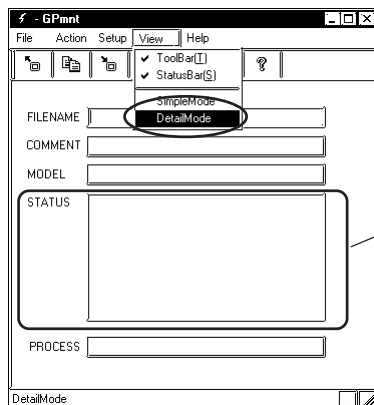 - GPmnt
File Action Setup View Help
ToolBar(T)
StatusBar(S)
SimpleMode
DetailMode
FILENAME
COMMENT
MODEL
STATUS
PROCESS
DetailMode